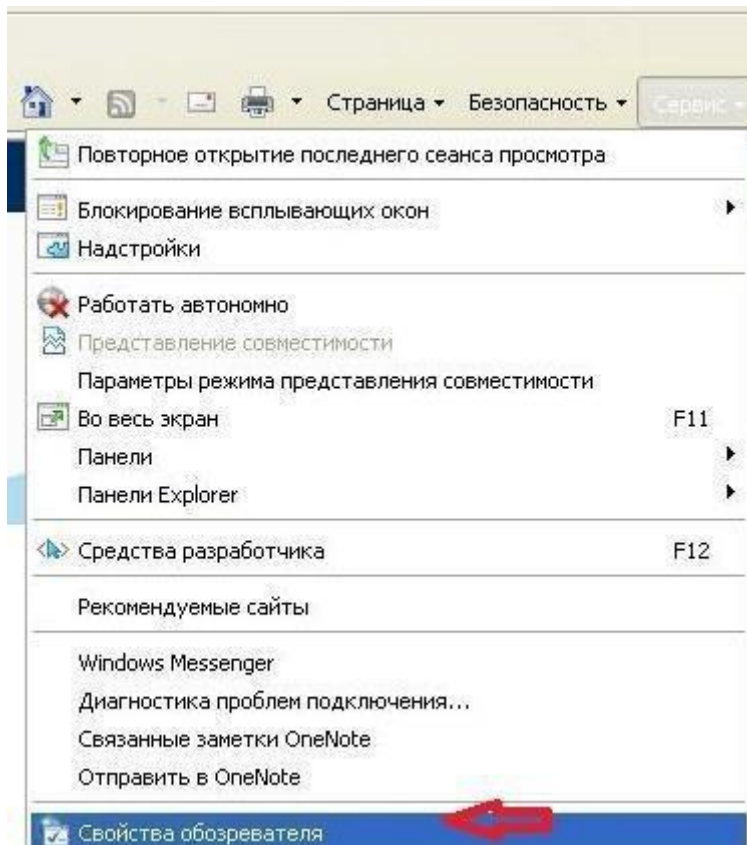 Страница Безопасность Сервис
Повторное открытие последнего сеанса просмотра
Блокирование всплывающих окон
Надстройки
Работать автономно
Представление совместимости
Параметры режима представления совместимости
Во весь экран F11
Панели
Панели Explorer
Средства разработчика F12
Рекомендуемые сайты
Windows Messenger
Диагностика проблем подключения...
Связанные заметки OneNote
Отправить в OneNote
Свойства обозревателя